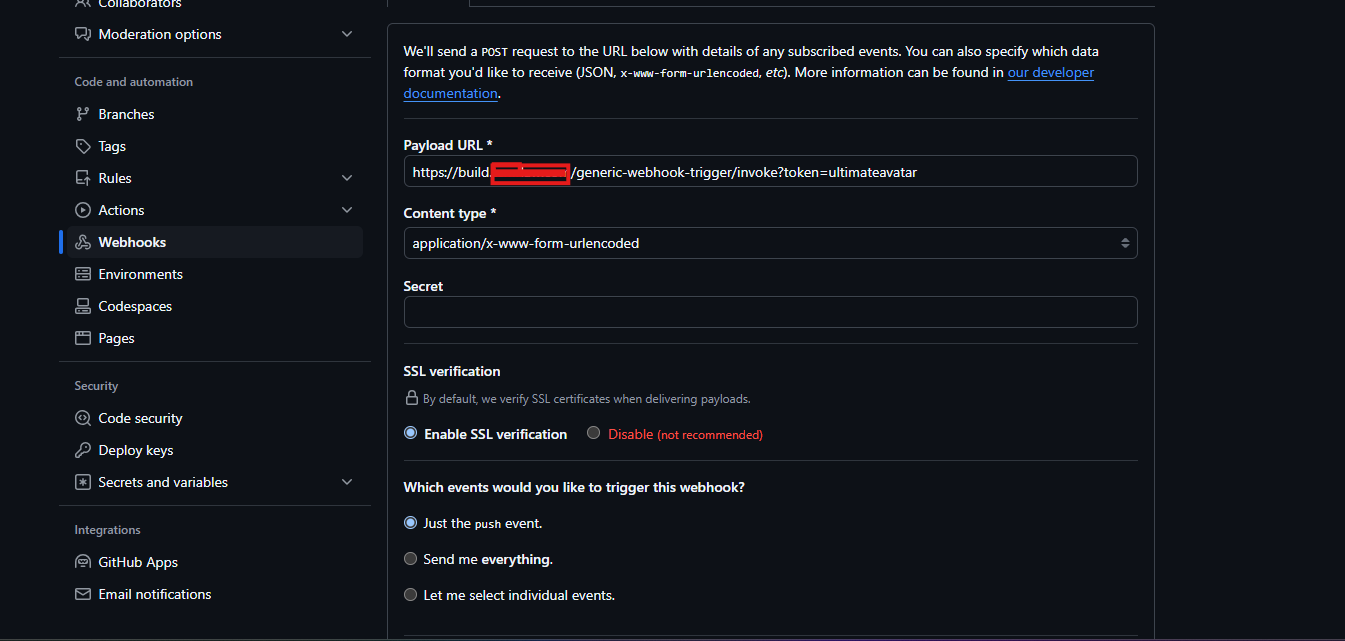 Collaborators
Moderation options
Code and automation
Branches
Tags
Rules
Actions
Webhooks
Environments
Codespaces
Pages
Security
Code security
Deploy keys
Secrets and variables
Integrations
GitHub Apps
Email notifications
We'll send a POST request to the URL below with details of any subscribed events. You can also specify which data
format you'd like to receive (JSON, x-www-form-urlencoded, etc). More information can be found in our developer
documentation.
Payload URL *
https://build. /generic-webhook-trigger/invoke?token=ultimateavatar
Content type *
application/x-www-form-urlencoded
Secret
SSL verification
By default, we verify SSL certificates when delivering payloads.
Enable SSL verification Disable (not recommended)
Which events would you like to trigger this webhook?
Just the push event.
Send me everything.
Let me select individual events.